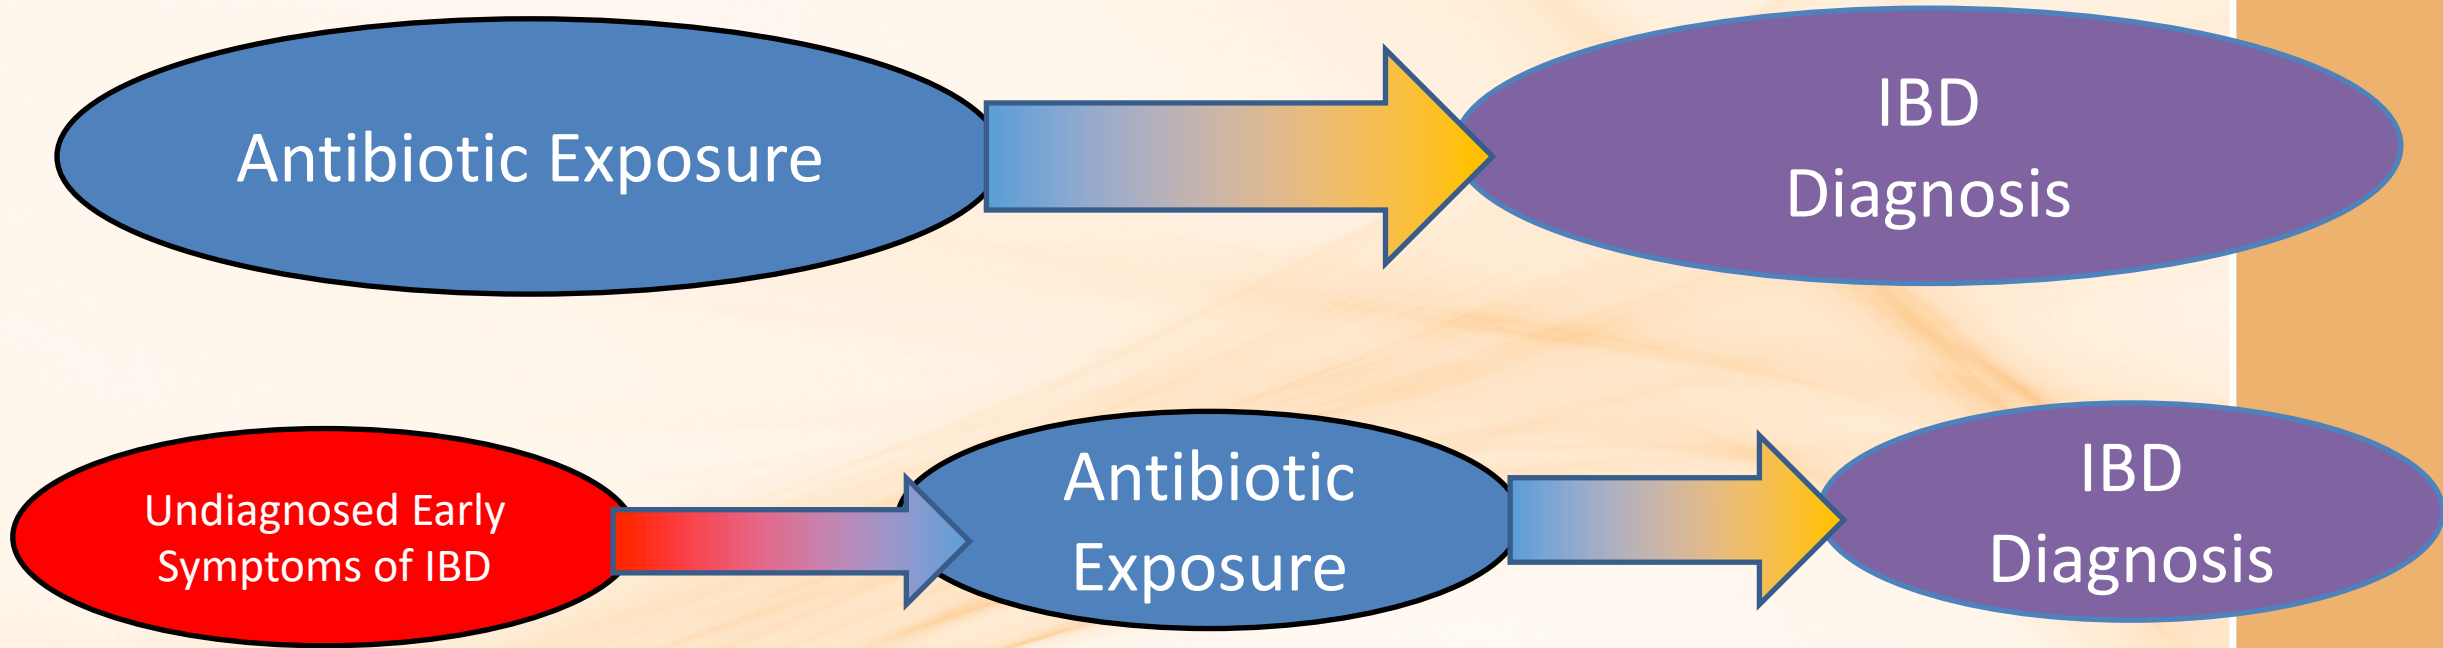 Antibiotic Exposure
IBD
Diagnosis
Undiagnosed Early
Symptoms of IBD
Antibiotic
Exposure
IBD
Diagnosis